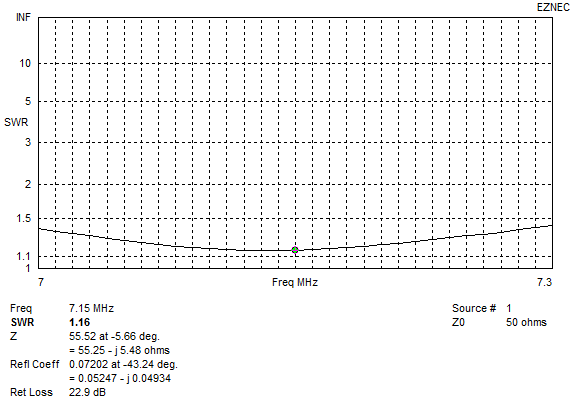 EZNEC
INF
10
5
SWR
3
2
1.5
1.1
1
7 Freq MHz 7.3
Freq 7.15 MHz Source # 1
SWR 1.16 Z0 50 ohms
Z 55.52 at -5.66 deg.
= 55.25 - j 5.48 ohms
Refl Coeff 0.07202 at -43.24 deg.
= 0.05247 - j 0.04934
Ret Loss 22.9 dB